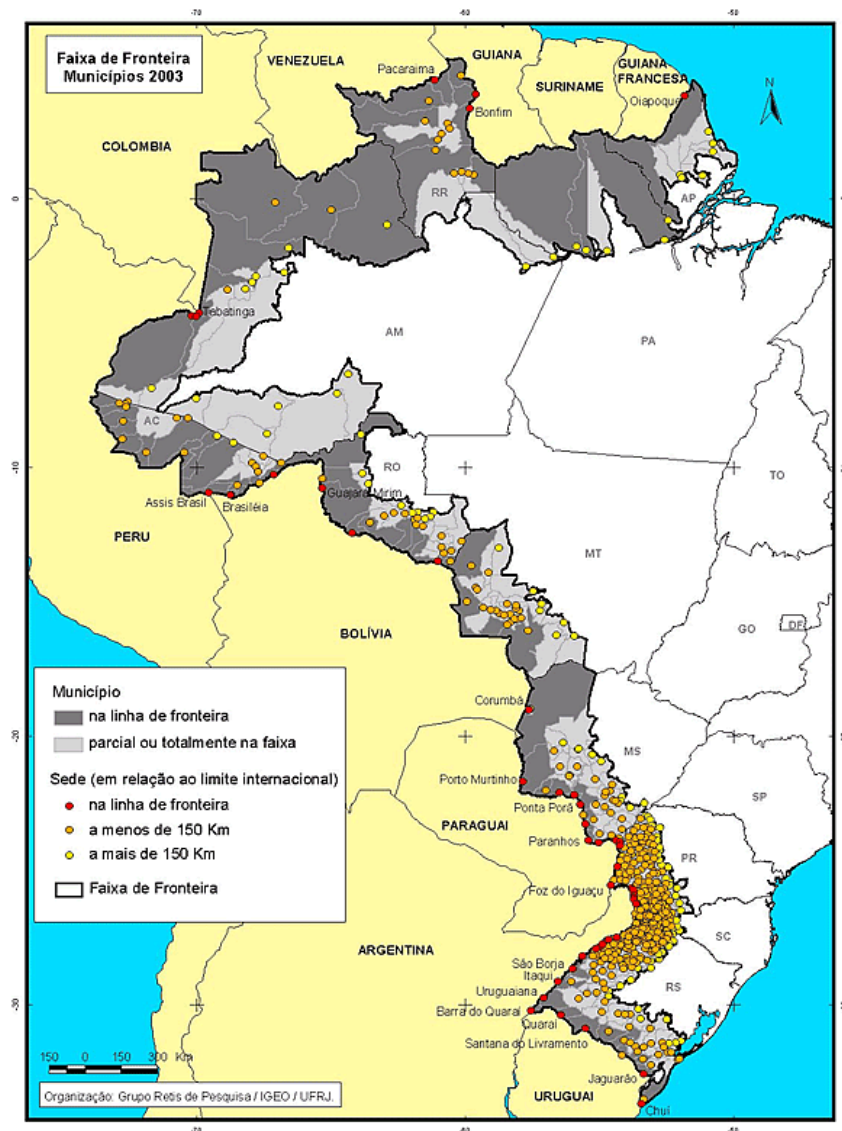 -70
-60
-50
Faixa de Fronteira
Municípios 2003
VENEZUELA
GUIANA
SURINAME
GUIANA
FRANCESA
Pacaraima
Bonfim
Oiapoque
N
COLOMBIA
0
RR
AP
Tabatinga
AM
PA
AC
-10
RO
TO
Guajará Mirim
Assis Brasil
Brasiléia
PERU
MT
BOLÍVIA
GO
DF
Município
na linha de fronteira
parcial ou totalmente na faixa
Sede (em relação ao limite internacional)
na linha de fronteira
a menos de 150 Km
a mais de 150 Km
Faixa de Fronteira
Corumbá
-20
MS
Porto Murtinho
SP
Ponta Porã
PARAGUAI
Paranhos
PR
Foz do Iguaçu
SC
ARGENTINA
São Borja
Itaqui
RS
Uruguaiana
-30
Barra do Quaraí
Quaraí
Santana do Livramento
150 0 150 300 Km
Jaguarão
Organização: Grupo Retis de Pesquisa / IGEO / UFRJ.
URUGUAI
Chuí
-70
-60
-50